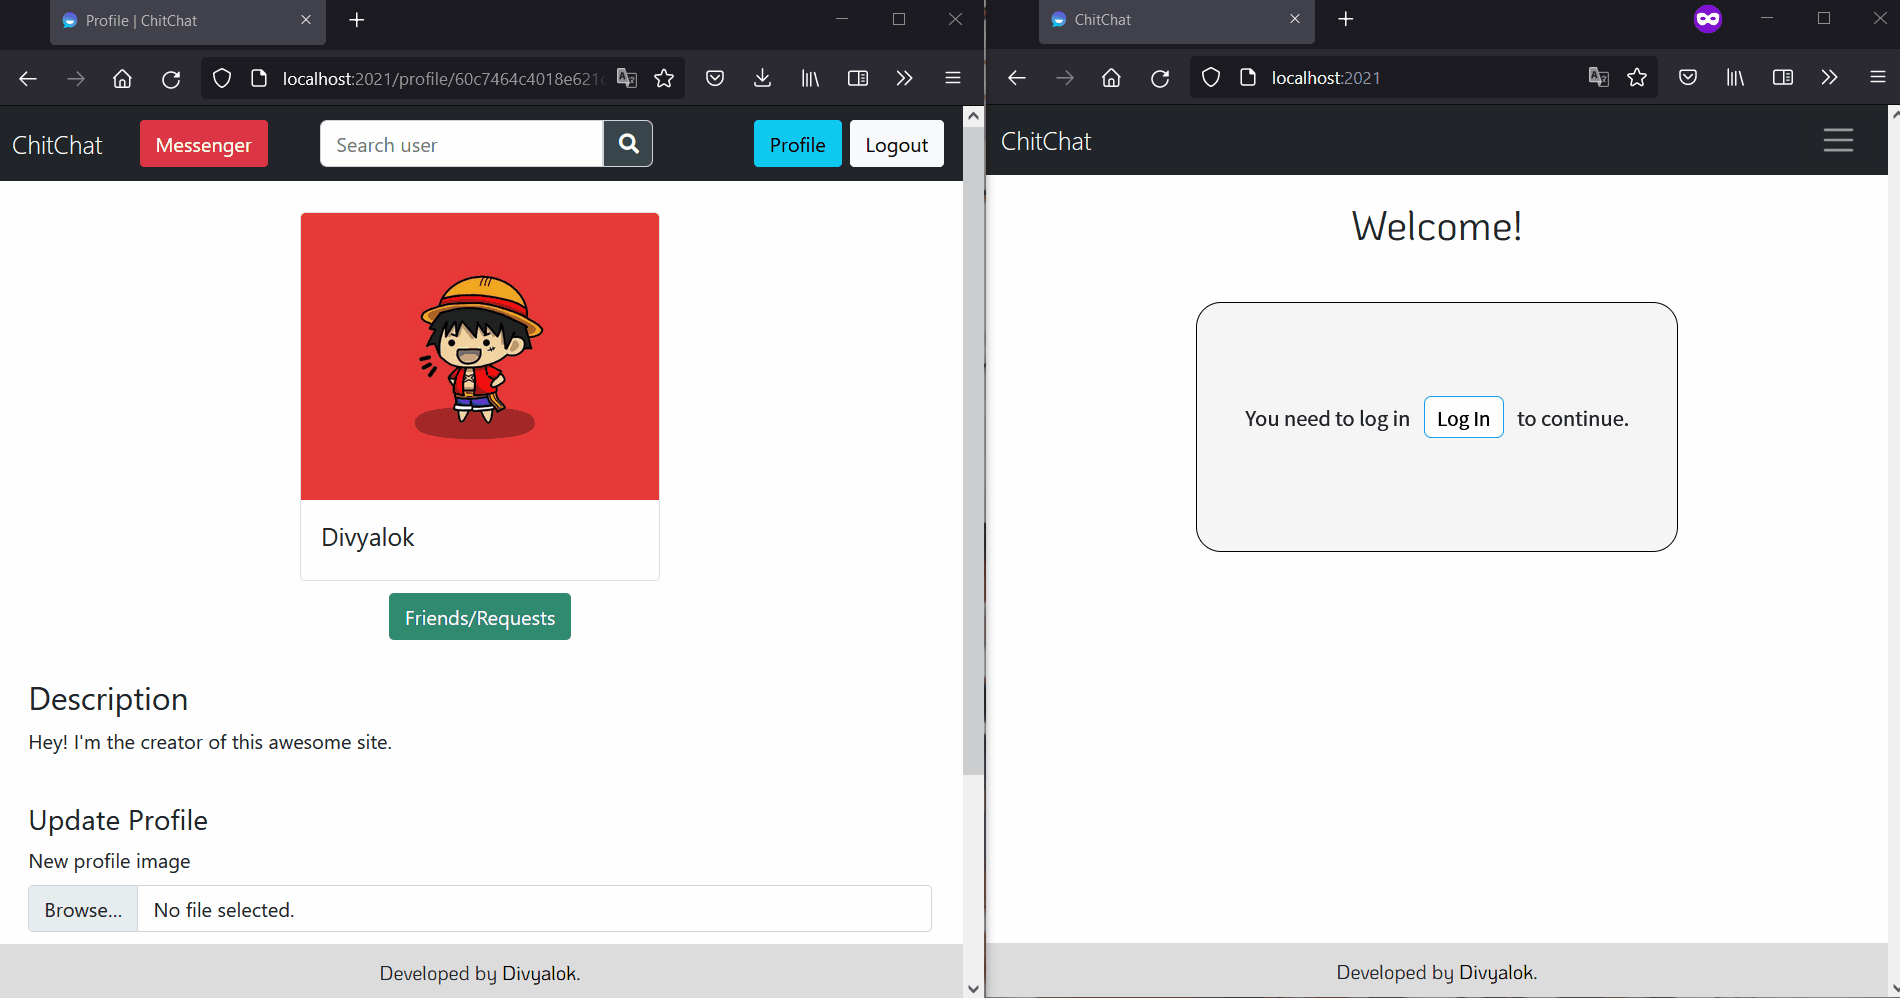 Profile | ChitChat
localhost:2021/profile/60c7464c4018e621
ChitChat
Messenger
Search user
Profile
Logout
Divyalok
Friends/Requests
Description
Hey! I'm the creator of this awesome site.
Update Profile
New profile image
Browse...
No file selected.
Developed by Divyalok.
ChitChat
localhost:2021
ChitChat
Welcome!
You need to log in Log In to continue.
Developed by Divyalok.